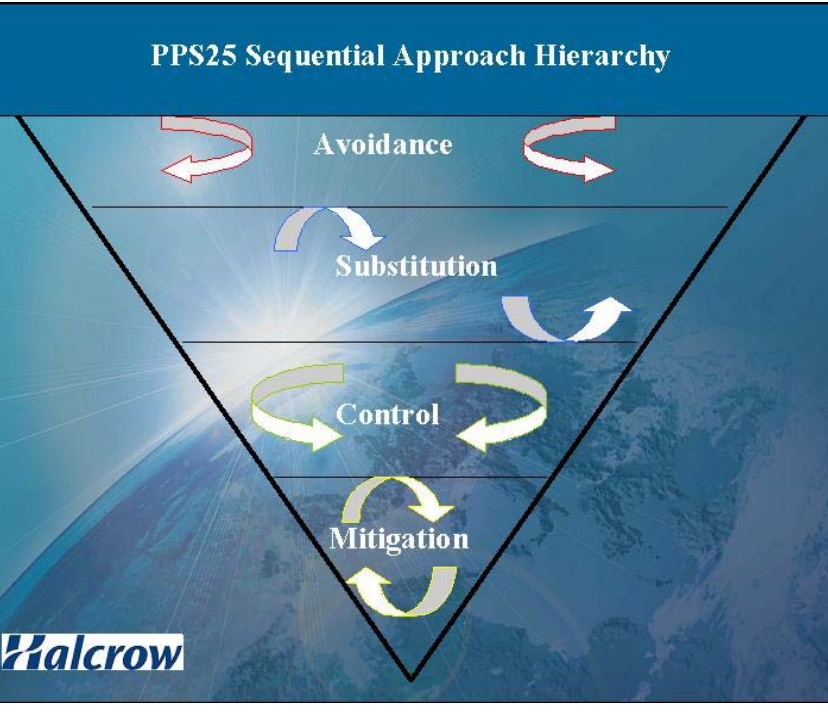 PPS25 Sequential Approach Hierarchy
Avoidance
Substitution
Control
Mitigation
Halcrow